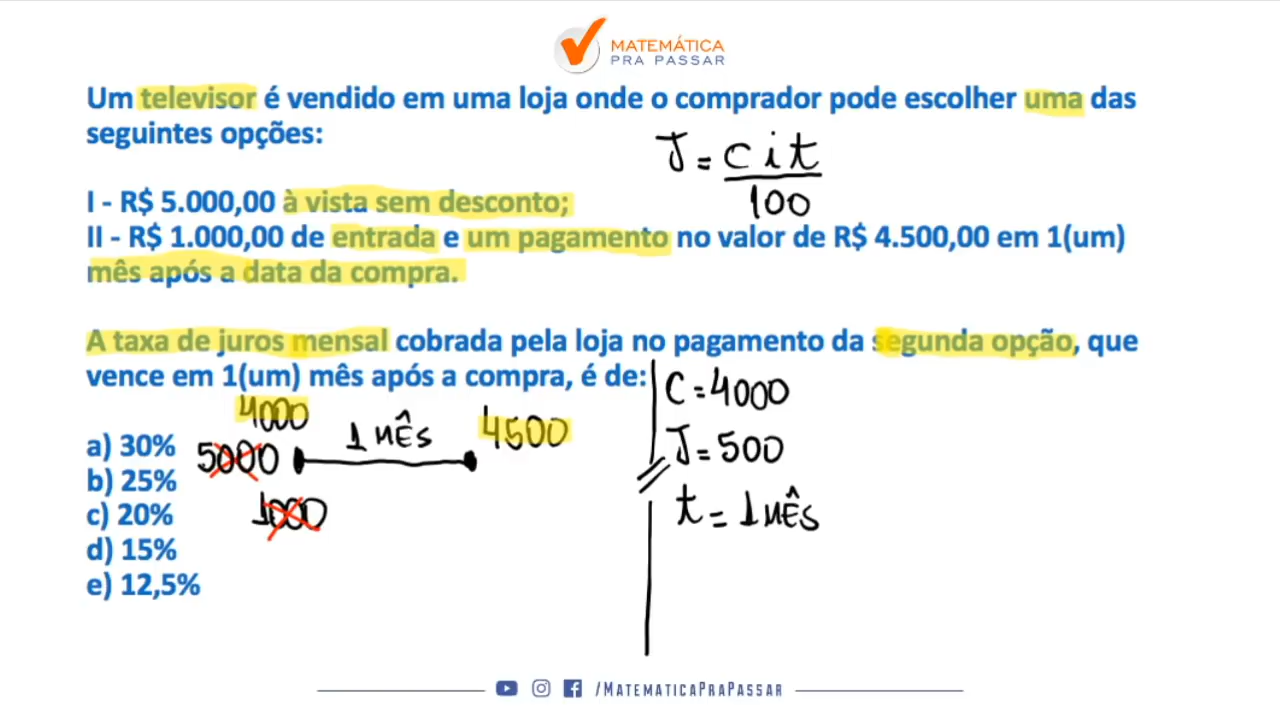 MATEMÁTICA
PRA PASSAR
Um televisor é vendido em uma loja onde o comprador pode escolher uma das
seguintes opções:
J = cit
100
I - R$ 5.000,00 à vista sem desconto;
II - R$ 1.000,00 de entrada e um pagamento no valor de R$ 4.500,00 em 1(um)
mês após a data da compra.
A taxa de juros mensal cobrada pela loja no pagamento da segunda opção, que
vence em 1(um) mês após a compra, é de:
a) 30%
b) 25%
c) 20%
d) 15%
e) 12,5%
4000
5000
1 MÊS
4500
1000
C = 4000
J = 500
t = 1 MÊS
/MatematicaPraPassar